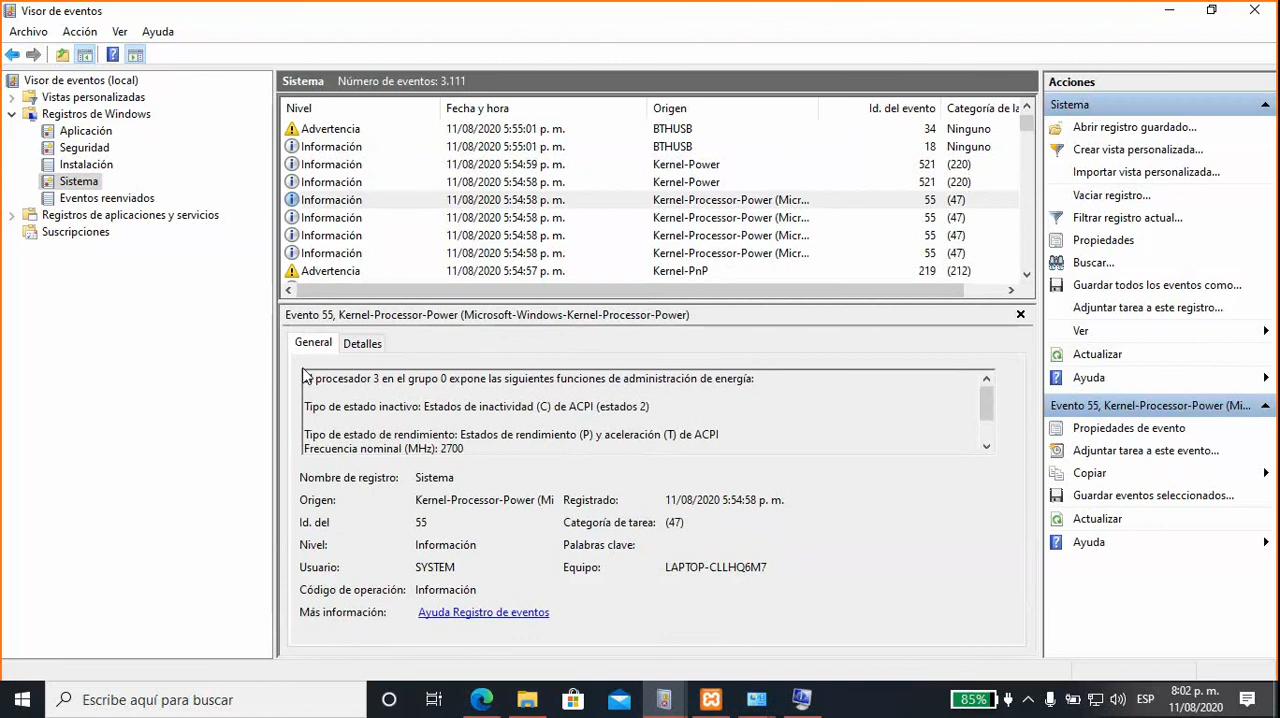 Visor de eventos
Archivo Acción Ver Ayuda
Visor de eventos (local)
Vistas personalizadas
Registros de Windows
Aplicación
Seguridad
Instalación
Sistema
Eventos reenviados
Registros de aplicaciones y servicios
Suscripciones
Sistema Número de eventos: 3.111
Nivel Fecha y hora Origen Id. del evento Categoría de la
Advertencia 11/08/2020 5:55:01 p. m. BTHUSB 34 Ninguno
Información 11/08/2020 5:55:01 p. m. BTHUSB 18 Ninguno
Información 11/08/2020 5:54:59 p. m. Kernel-Power 521 (220)
Información 11/08/2020 5:54:58 p. m. Kernel-Power 521 (220)
Información 11/08/2020 5:54:58 p. m. Kernel-Processor-Power (Micr... 55 (47)
Información 11/08/2020 5:54:58 p. m. Kernel-Processor-Power (Micr... 55 (47)
Información 11/08/2020 5:54:58 p. m. Kernel-Processor-Power (Micr... 55 (47)
Información 11/08/2020 5:54:58 p. m. Kernel-Processor-Power (Micr... 55 (47)
Advertencia 11/08/2020 5:54:57 p. m. Kernel-PnP 219 (212)
Evento 55, Kernel-Processor-Power (Microsoft-Windows-Kernel-Processor-Power)
General Detalles
procesador 3 en el grupo 0 expone las siguientes funciones de administración de energía:
Tipo de estado inactivo: Estados de inactividad (C) de ACPI (estados 2)
Tipo de estado de rendimiento: Estados de rendimiento (P) y aceleración (T) de ACPI
Frecuencia nominal (MHz): 2700
Nombre de registro: Sistema
Origen: Kernel-Processor-Power (Mi Registrado: 11/08/2020 5:54:58 p. m.
Id. del 55 Categoría de tarea: (47)
Nivel: Información Palabras clave:
Usuario: SYSTEM Equipo: LAPTOP-CLLHQ6M7
Código de operación: Información
Más información: Ayuda Registro de eventos
Acciones
Sistema
Abrir registro guardado...
Crear vista personalizada...
Importar vista personalizada...
Vaciar registro...
Filtrar registro actual...
Propiedades
Buscar...
Guardar todos los eventos como...
Adjuntar tarea a este registro...
Ver
Actualizar
Ayuda
Evento 55, Kernel-Processor-Power (Mi...
Propiedades de evento
Adjuntar tarea a este evento...
Copiar
Guardar eventos seleccionados...
Actualizar
Ayuda
Escribe aquí para buscar
85%
ESP
8:02 p. m.
11/08/2020